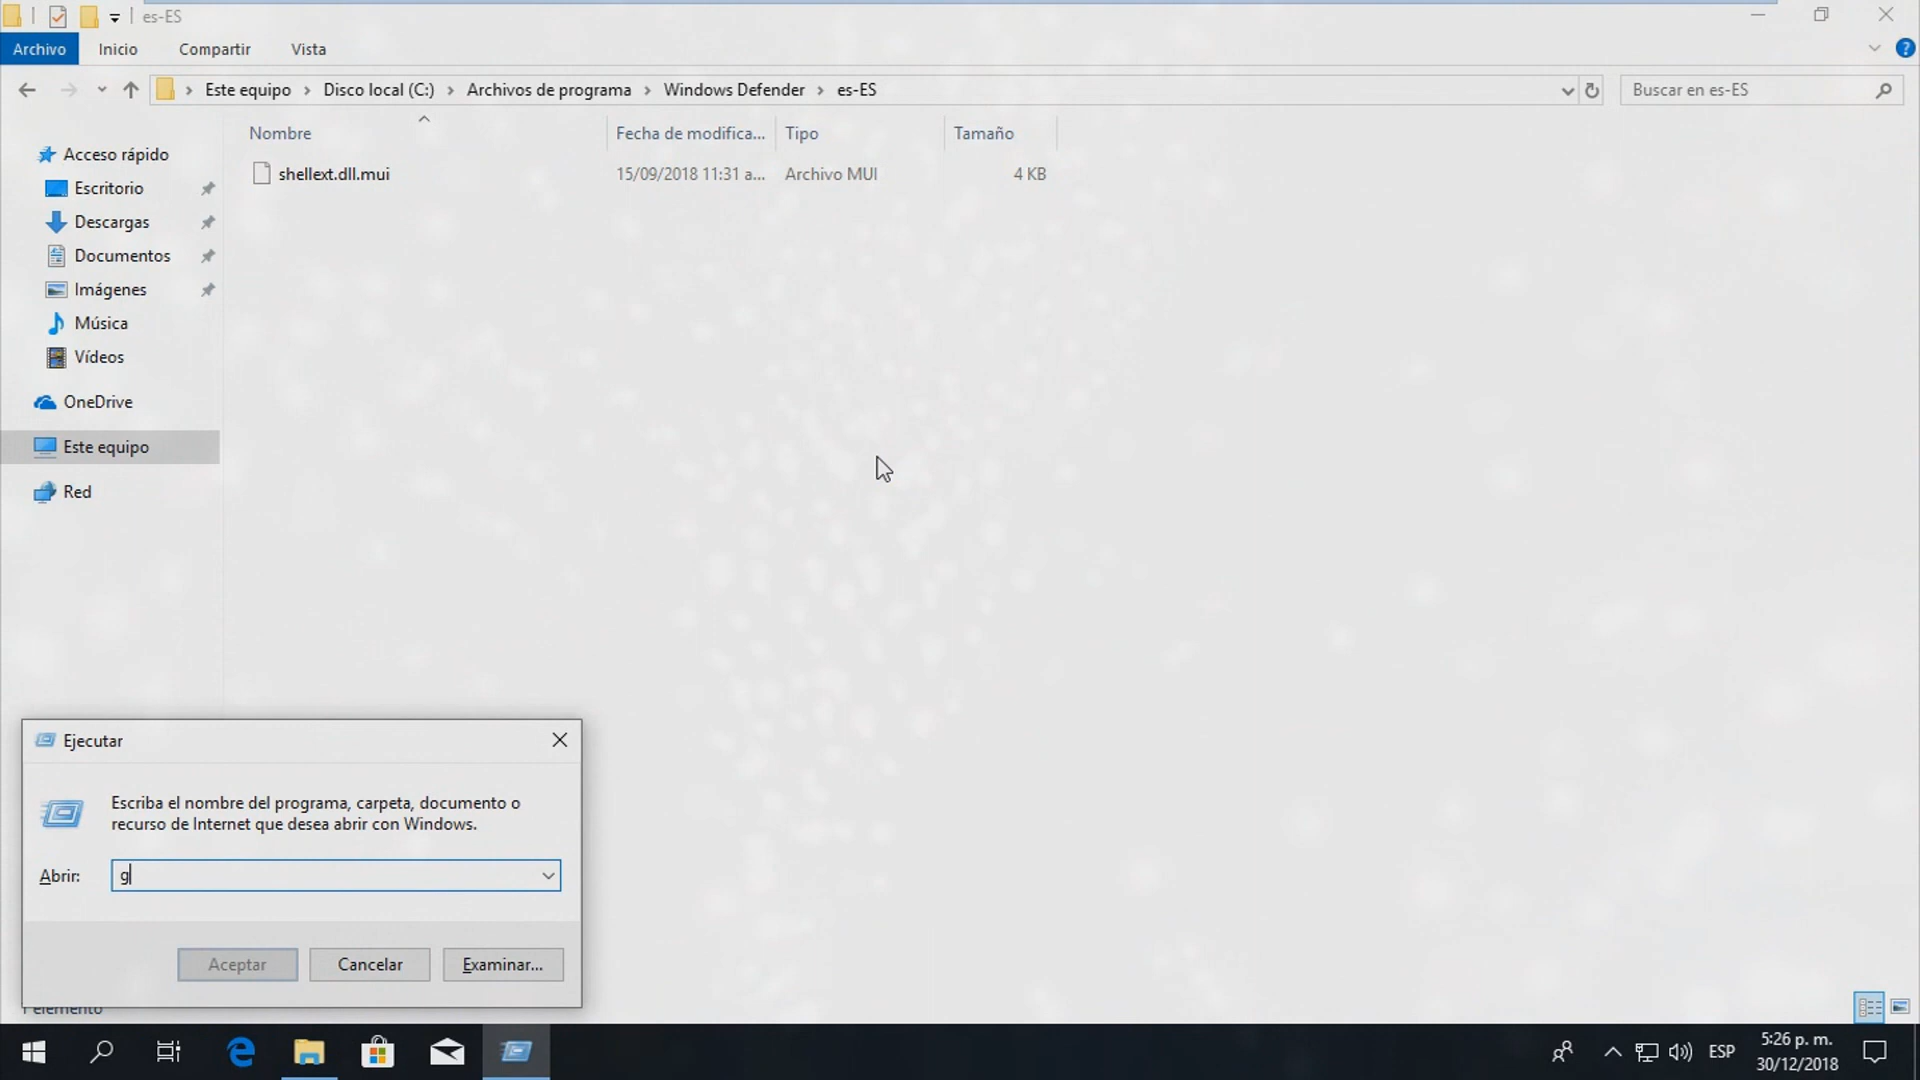 es-ES
Archivo Inicio Compartir Vista
Este equipo Disco local (C:) Archivos de programa Windows Defender es-ES
Buscar en es-ES
Nombre Fecha de modifica... Tipo Tamaño
shellext.dll.mui 15/09/2018 11:31 a... Archivo MUI 4 KB
Acceso rápido
Escritorio
Descargas
Documentos
Imágenes
Música
Vídeos
OneDrive
Este equipo
Red
Ejecutar
Escriba el nombre del programa, carpeta, documento o
recurso de Internet que desea abrir con Windows.
Abrir: g
Aceptar Cancelar Examinar...
1 elemento
ESP
5:26 p. m.
30/12/2018